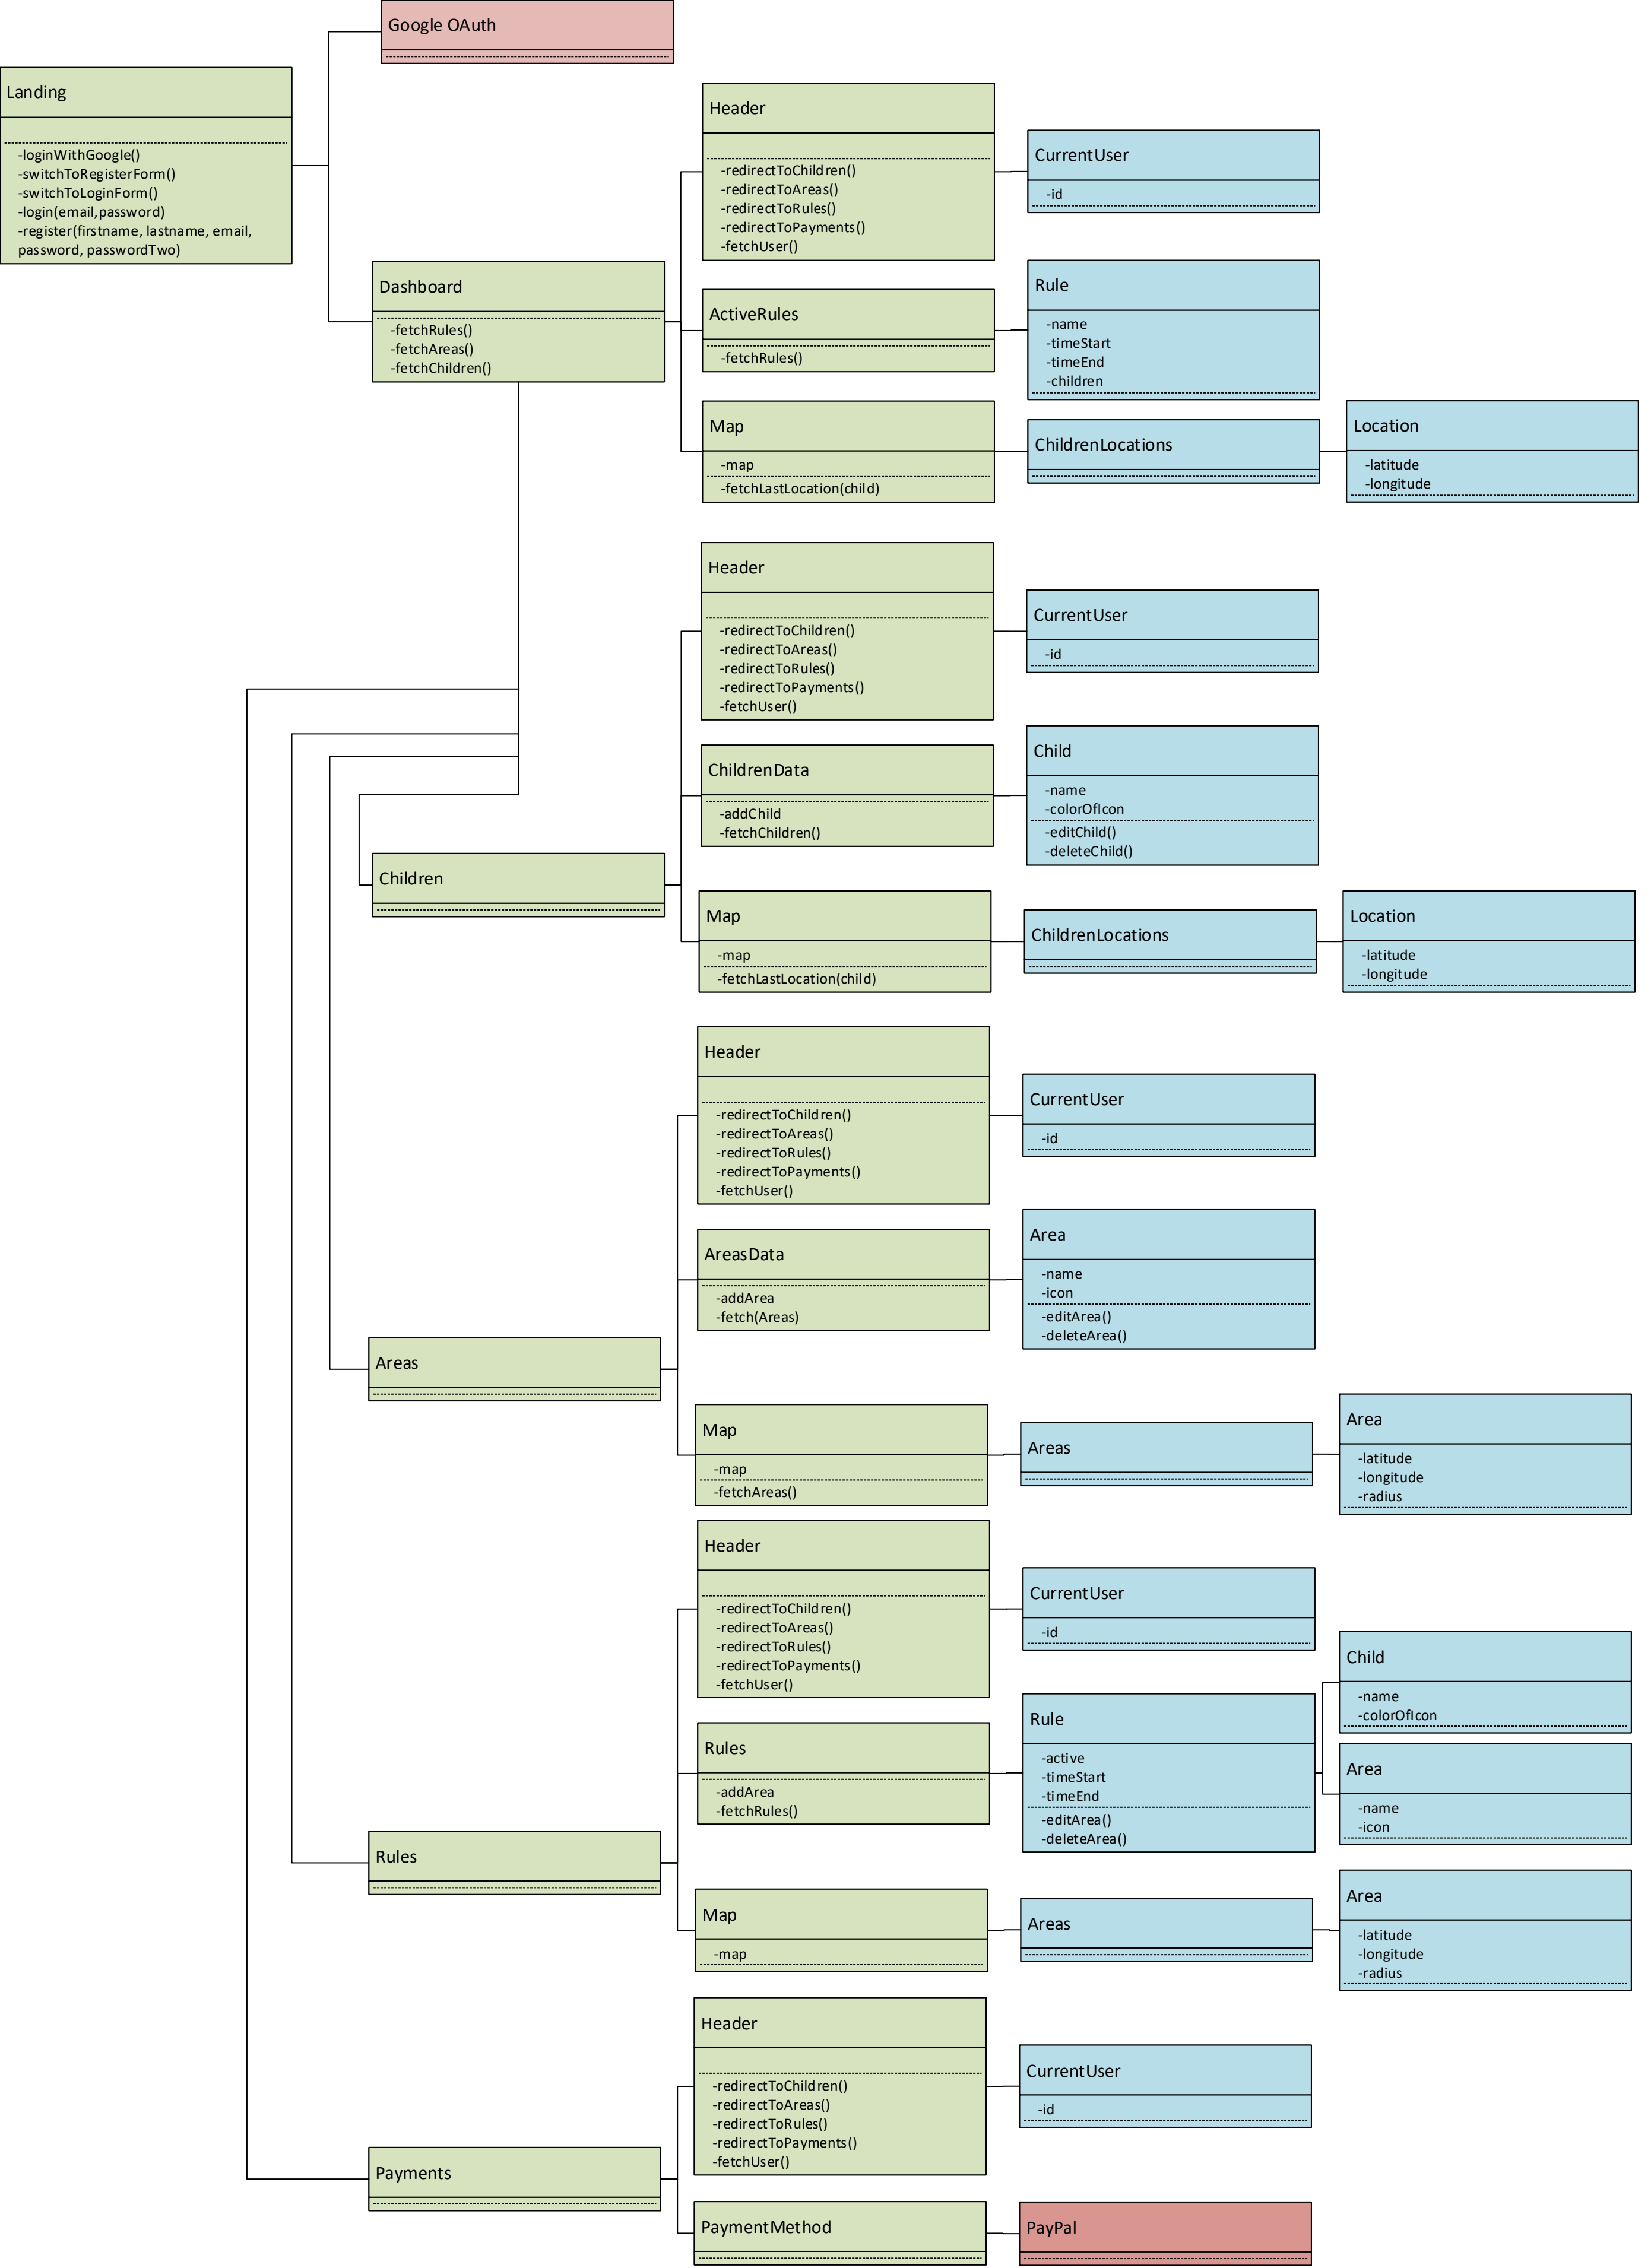 Google OAuth
Landing
-loginWithGoogle()
-switchToRegisterForm()
-switchToLoginForm()
-login(email,password)
-register(firstname, lastname, email,
password, passwordTwo)
Dashboard
-fetchRules()
-fetchAreas()
-fetchChildren()
Header
-redirectToChildren()
-redirectToAreas()
-redirectToRules()
-redirectToPayments()
-fetchUser()
CurrentUser
-id
ActiveRules
-fetchRules()
Rule
-name
-timeStart
-timeEnd
-children
Map
-map
-fetchLastLocation(child)
ChildrenLocations
Location
-latitude
-longitude
Children
Header
-redirectToChildren()
-redirectToAreas()
-redirectToRules()
-redirectToPayments()
-fetchUser()
CurrentUser
-id
ChildrenData
-addChild
-fetchChildren()
Child
-name
-colorOfIcon
-editChild()
-deleteChild()
Map
-map
-fetchLastLocation(child)
ChildrenLocations
Location
-latitude
-longitude
Areas
Header
-redirectToChildren()
-redirectToAreas()
-redirectToRules()
-redirectToPayments()
-fetchUser()
CurrentUser
-id
AreasData
-addArea
-fetch(Areas)
Area
-name
-icon
-editArea()
-deleteArea()
Map
-map
-fetchAreas()
Areas
Area
-latitude
-longitude
-radius
Rules
Header
-redirectToChildren()
-redirectToAreas()
-redirectToRules()
-redirectToPayments()
-fetchUser()
CurrentUser
-id
Rules
-addArea
-fetchRules()
Rule
-active
-timeStart
-timeEnd
-editArea()
-deleteArea()
Child
-name
-colorOfIcon
Area
-name
-icon
Map
-map
Areas
Area
-latitude
-longitude
-radius
Payments
Header
-redirectToChildren()
-redirectToAreas()
-redirectToRules()
-redirectToPayments()
-fetchUser()
CurrentUser
-id
PaymentMethod
PayPal